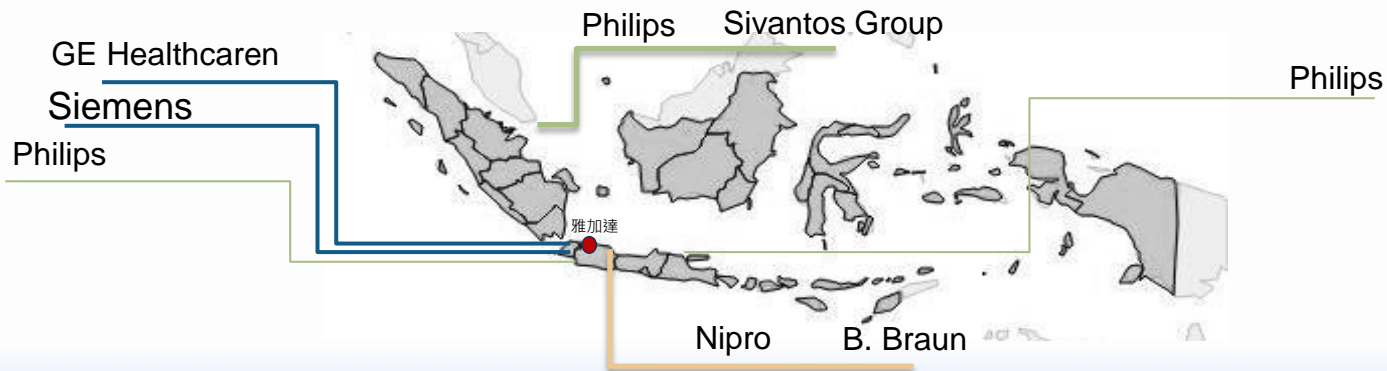 Philips Sivantos Group
GE Healthcaren
Philips
Siemens
Philips
雅加達
Nipro B. Braun